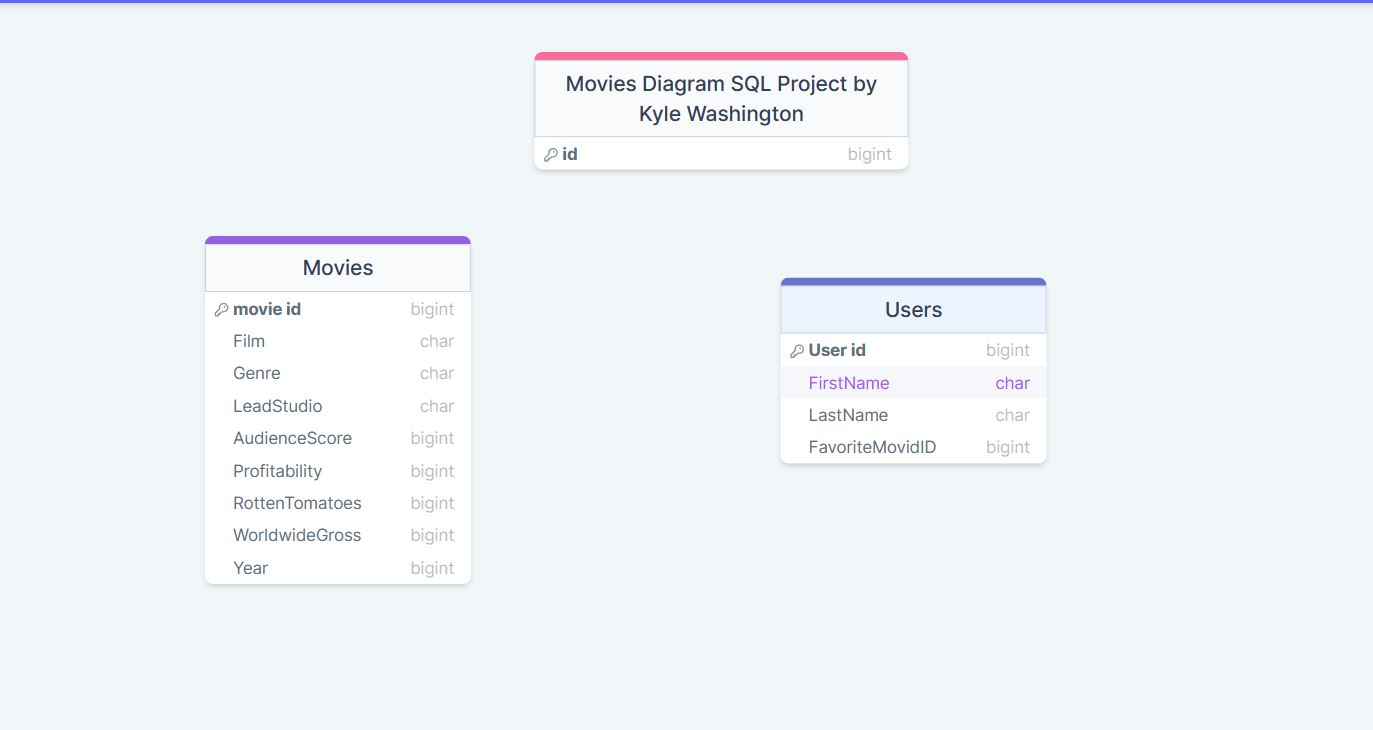 Movies Diagram SQL Project by
Kyle Washington
id bigint
Movies
movie id bigint
Film char
Genre char
LeadStudio char
AudienceScore bigint
Profitability bigint
RottenTomatoes bigint
WorldwideGross bigint
Year bigint
Users
User id bigint
FirstName char
LastName char
FavoriteMovidID bigint